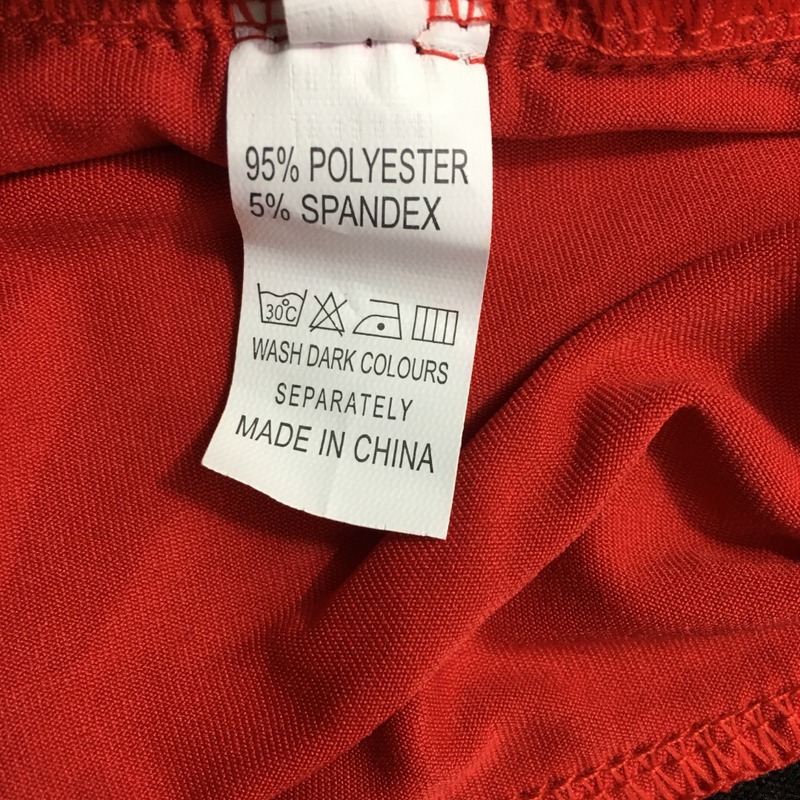 95% POLYESTER
5% SPANDEX
30°C
WASH DARK COLOURS
SEPARATELY
MADE IN CHINA